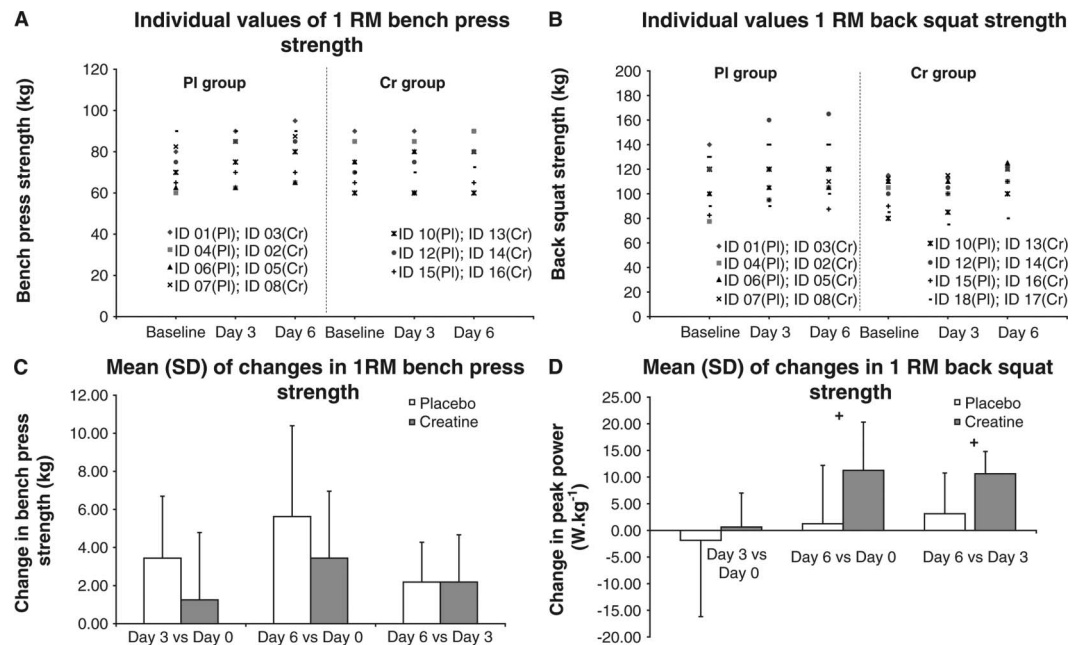 A
Individual values of 1 RM bench press
strength
Bench press strength (kg)
120
100
80
60
40
20
0
Pl group
Cr group
ID 01(Pl); ID 03(Cr)
ID 04(Pl); ID 02(Cr)
ID 06(Pl); ID 05(Cr)
ID 07(Pl); ID 08(Cr)
ID 10(Pl); ID 13(Cr)
ID 12(Pl); ID 14(Cr)
ID 15(Pl); ID 16(Cr)
Baseline Day 3 Day 6 Baseline Day 3 Day 6
B
Individual values 1 RM back squat strength
Back squat strength (kg)
200
180
160
140
120
100
80
60
40
20
0
Pl group
Cr group
ID 01(Pl); ID 03(Cr)
ID 04(Pl); ID 02(Cr)
ID 06(Pl); ID 05(Cr)
ID 07(Pl); ID 08(Cr)
ID 10(Pl); ID 13(Cr)
ID 12(Pl); ID 14(Cr)
ID 15(Pl); ID 16(Cr)
ID 18(Pl); ID 17(Cr)
Baseline Day 3 Day 6 Baseline Day 3 Day 6
C
Mean (SD) of changes in 1RM bench press
strength
Change in bench press
strength (kg)
12.00
10.00
8.00
6.00
4.00
2.00
0.00
Placebo
Creatine
Day 3 vs Day 0 Day 6 vs Day 0 Day 6 vs Day 3
D
Mean (SD) of changes in 1 RM back squat
strength
Change in peak power
(W.kg⁻¹)
25.00
20.00
15.00
10.00
5.00
0.00
-5.00
-10.00
-15.00
-20.00
Placebo
Creatine
+
+
Day 3 vs
Day 0
Day 6 vs Day 0
Day 6 vs Day 3